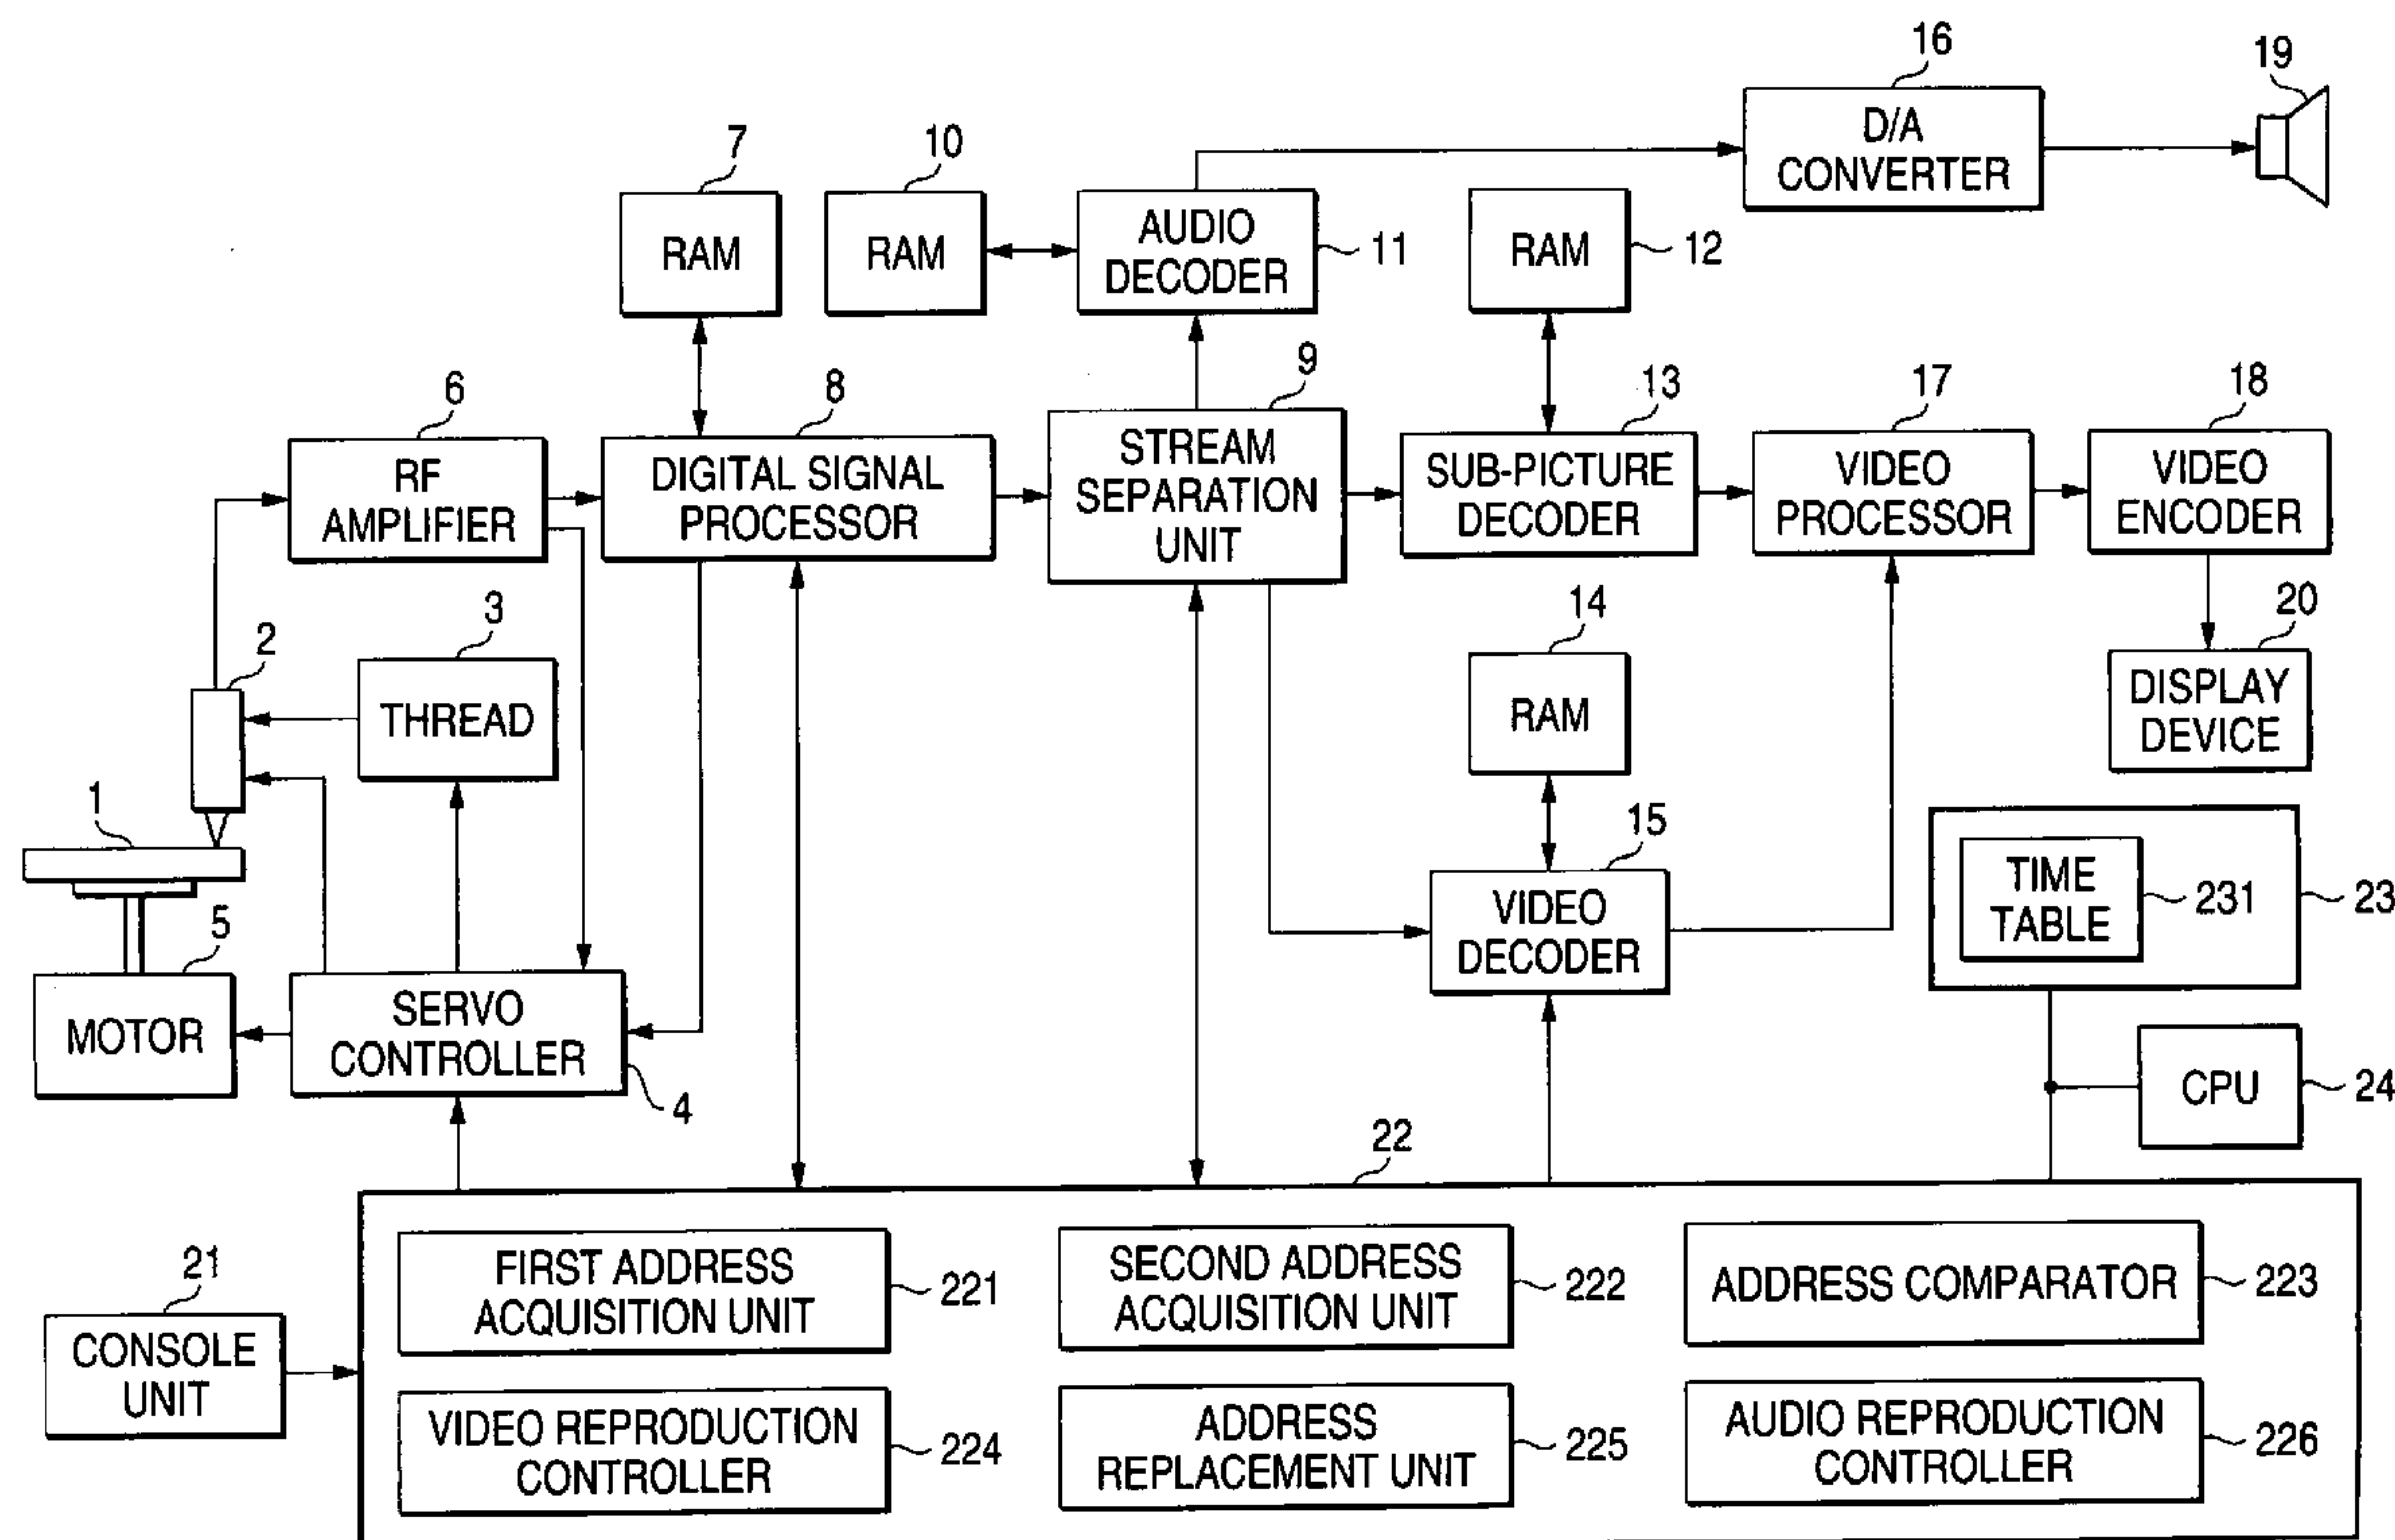 16
19
D/A
CONVERTER
7
10
RAM
RAM
AUDIO
DECODER
11
RAM
12
6
8
9
13
17
18
RF
AMPLIFIER
DIGITAL SIGNAL
PROCESSOR
STREAM
SEPARATION
UNIT
SUB-PICTURE
DECODER
VIDEO
PROCESSOR
VIDEO
ENCODER
2
3
14
20
THREAD
RAM
DISPLAY
DEVICE
1
15
5
VIDEO
DECODER
TIME
TABLE
231
23
MOTOR
SERVO
CONTROLLER
4
CPU
24
22
21
CONSOLE
UNIT
FIRST ADDRESS
ACQUISITION UNIT
221
SECOND ADDRESS
ACQUISITION UNIT
222
ADDRESS COMPARATOR
223
VIDEO REPRODUCTION
CONTROLLER
224
ADDRESS
REPLACEMENT UNIT
225
AUDIO REPRODUCTION
CONTROLLER
226